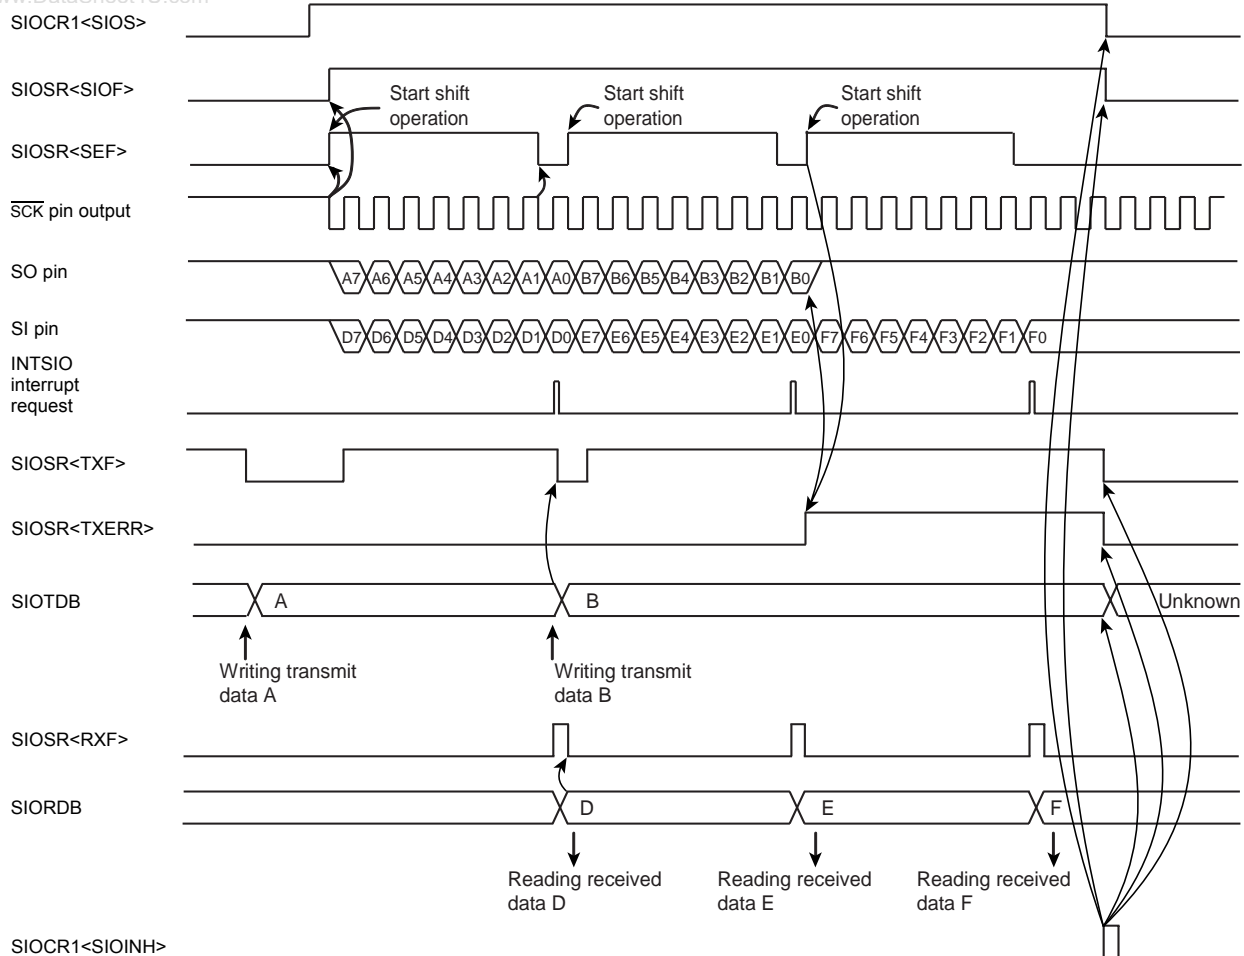 www.DataSheet4U.com
SIOCR1<SIOS>
SIOSR<SIOF>
Start shift
operation
Start shift
operation
Start shift
operation
SIOSR<SEF>
SCK pin output
SO pin
A7 A6 A5 A4 A3 A2 A1 A0 B7 B6 B5 B4 B3 B2 B1 B0
SI pin
D7 D6 D5 D4 D3 D2 D1 D0 E7 E6 E5 E4 E3 E2 E1 E0 F7 F6 F5 F4 F3 F2 F1 F0
INTSIO
interrupt
request
SIOSR<TXF>
SIOSR<TXERR>
SIOTDB
A
B
Unknown
Writing transmit
data A
Writing transmit
data B
SIOSR<RXF>
SIORDB
D
E
F
Reading received
data D
Reading received
data E
Reading received
data F
SIOCR1<SIOINH>